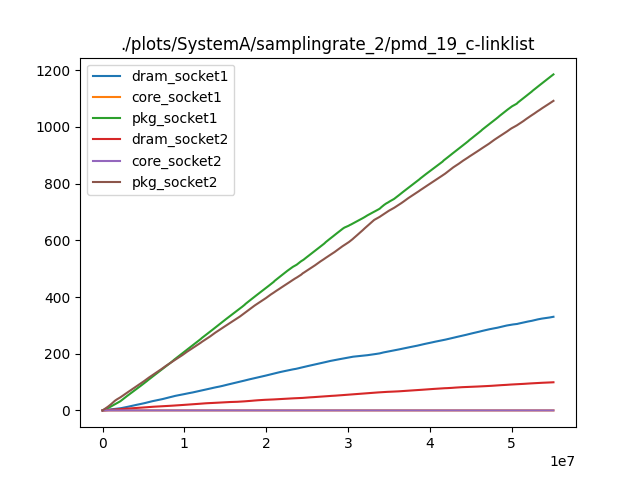 ./plots/SystemA/samplingrate_2/pmd_19_c-linklist
1200
1000
800
600
400
200
0
dram_socket1
core_socket1
pkg_socket1
dram_socket2
core_socket2
pkg_socket2
0 1 2 3 4 5
1e7